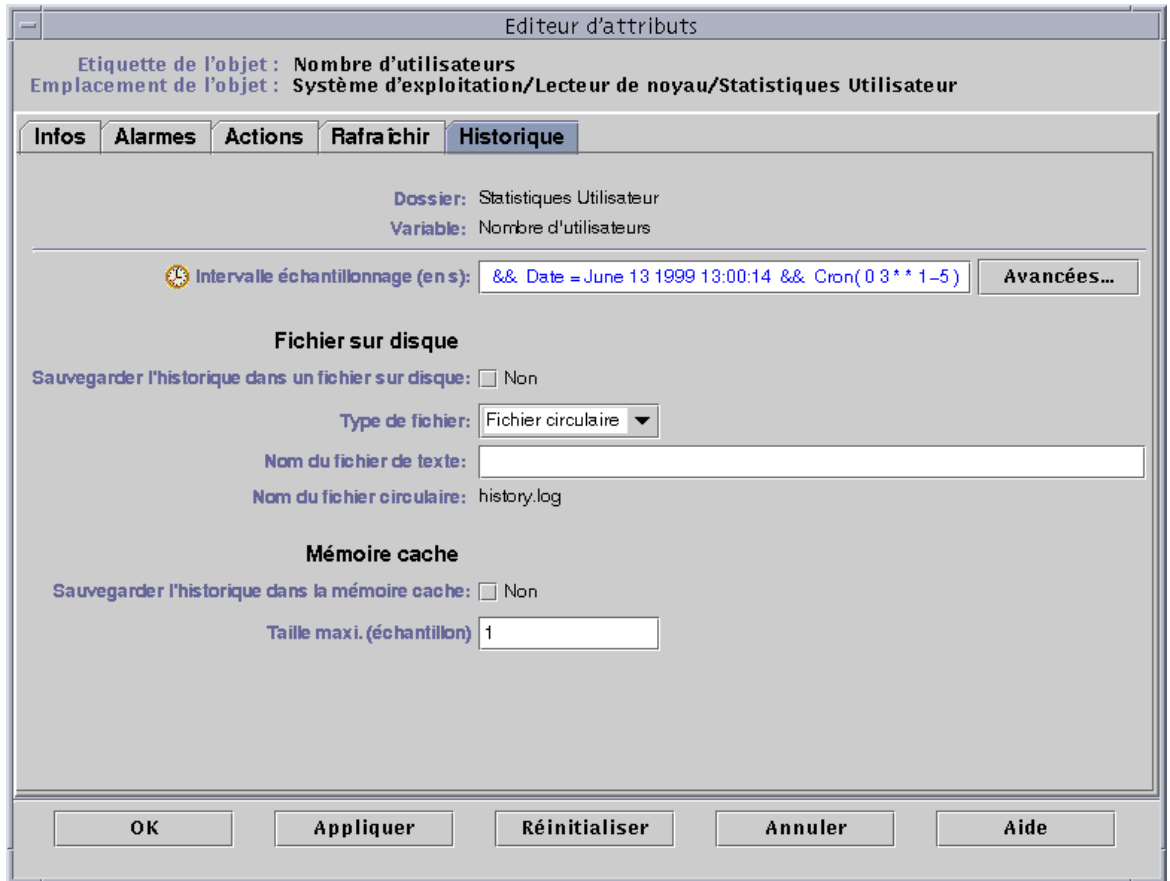 Editeur d'attributs
Etiquette de l'objet : Nombre d'utilisateurs
Emplacement de l'objet : Système d'exploitation/Lecteur de noyau/Statistiques Utilisateur
Infos Alarmes Actions Rafraîchir Historique
Dossier: Statistiques Utilisateur
Variable: Nombre d'utilisateurs
Intervalle échantillonnage (en s): && Date = June 13 1999 13:00:14 && Cron( 0 3 * * 1-5 ) Avancées...
Fichier sur disque
Sauvegarder l'historique dans un fichier sur disque: Non
Type de fichier: Fichier circulaire
Nom du fichier de texte:
Nom du fichier circulaire: history.log
Mémoire cache
Sauvegarder l'historique dans la mémoire cache: Non
Taille maxi. (échantillon) 1
OK Appliquer Réinitialiser Annuler Aide